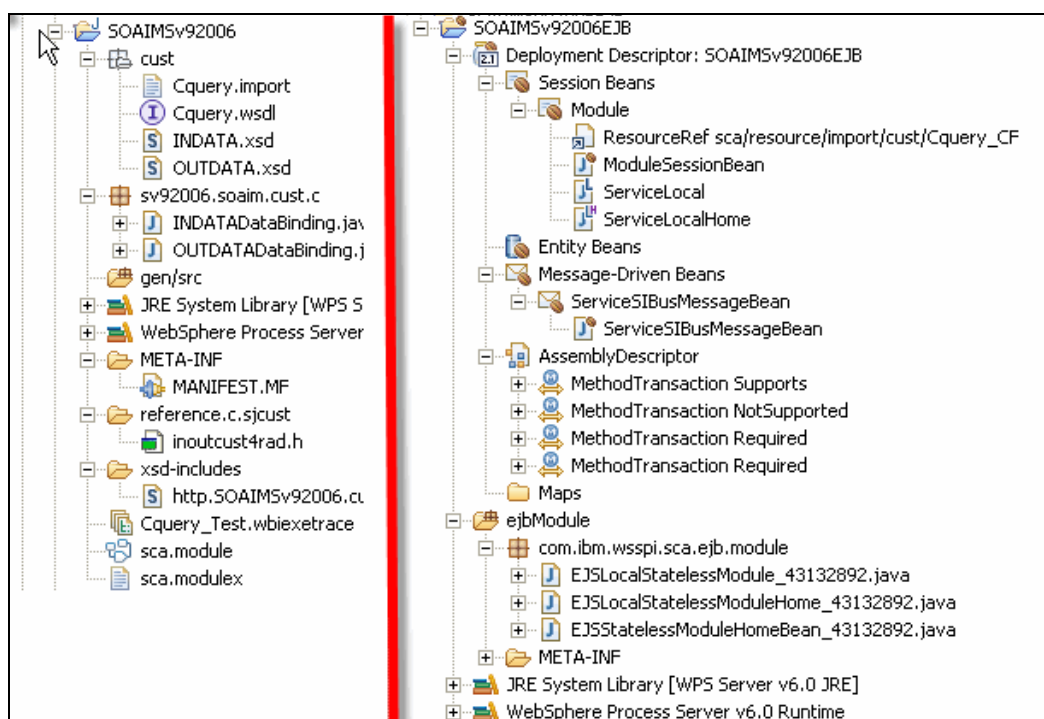 SOAIMSv92006
cust
Cquery.import
Cquery.wsdl
INDATA.xsd
OUTDATA.xsd
sv92006.soaim.cust.c
INDATADataBinding.jav
OUTDATADataBinding.j
gen/src
JRE System Library [WPS S
WebSphere Process Server
META-INF
MANIFEST.MF
reference.c.sjcust
inoutcust4rad.h
xsd-includes
http.SOAIMSv92006.cu
Cquery_Test.wbiexetrace
sca.module
sca.modulex
SOAIMSv92006EJB
Deployment Descriptor: SOAIMSv92006EJB
Session Beans
Module
ResourceRef sca/resource/import/cust/Cquery_CF
ModuleSessionBean
ServiceLocal
ServiceLocalHome
Entity Beans
Message-Driven Beans
ServiceSIBusMessageBean
ServiceSIBusMessageBean
AssemblyDescriptor
MethodTransaction Supports
MethodTransaction NotSupported
MethodTransaction Required
MethodTransaction Required
Maps
ejbModule
com.ibm.wsspi.sca.ejb.module
EJSLocalStatelessModule_43132892.java
EJSLocalStatelessModuleHome_43132892.java
EJSStatelessModuleHomeBean_43132892.java
META-INF
JRE System Library [WPS Server v6.0 JRE]
WebSphere Process Server v6.0 Runtime